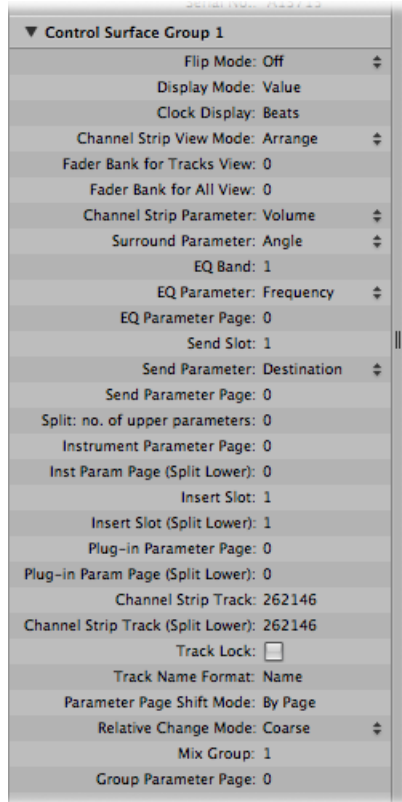 Control Surface Group 1
Flip Mode: Off
Display Mode: Value
Clock Display: Beats
Channel Strip View Mode: Arrange
Fader Bank for Tracks View: 0
Fader Bank for All View: 0
Channel Strip Parameter: Volume
Surround Parameter: Angle
EQ Band: 1
EQ Parameter: Frequency
EQ Parameter Page: 0
Send Slot: 1
Send Parameter: Destination
Send Parameter Page: 0
Split: no. of upper parameters: 0
Instrument Parameter Page: 0
Inst Param Page (Split Lower): 0
Insert Slot: 1
Insert Slot (Split Lower): 1
Plug-in Parameter Page: 0
Plug-in Param Page (Split Lower): 0
Channel Strip Track: 262146
Channel Strip Track (Split Lower): 262146
Track Lock:
Track Name Format: Name
Parameter Page Shift Mode: By Page
Relative Change Mode: Coarse
Mix Group: 1
Group Parameter Page: 0